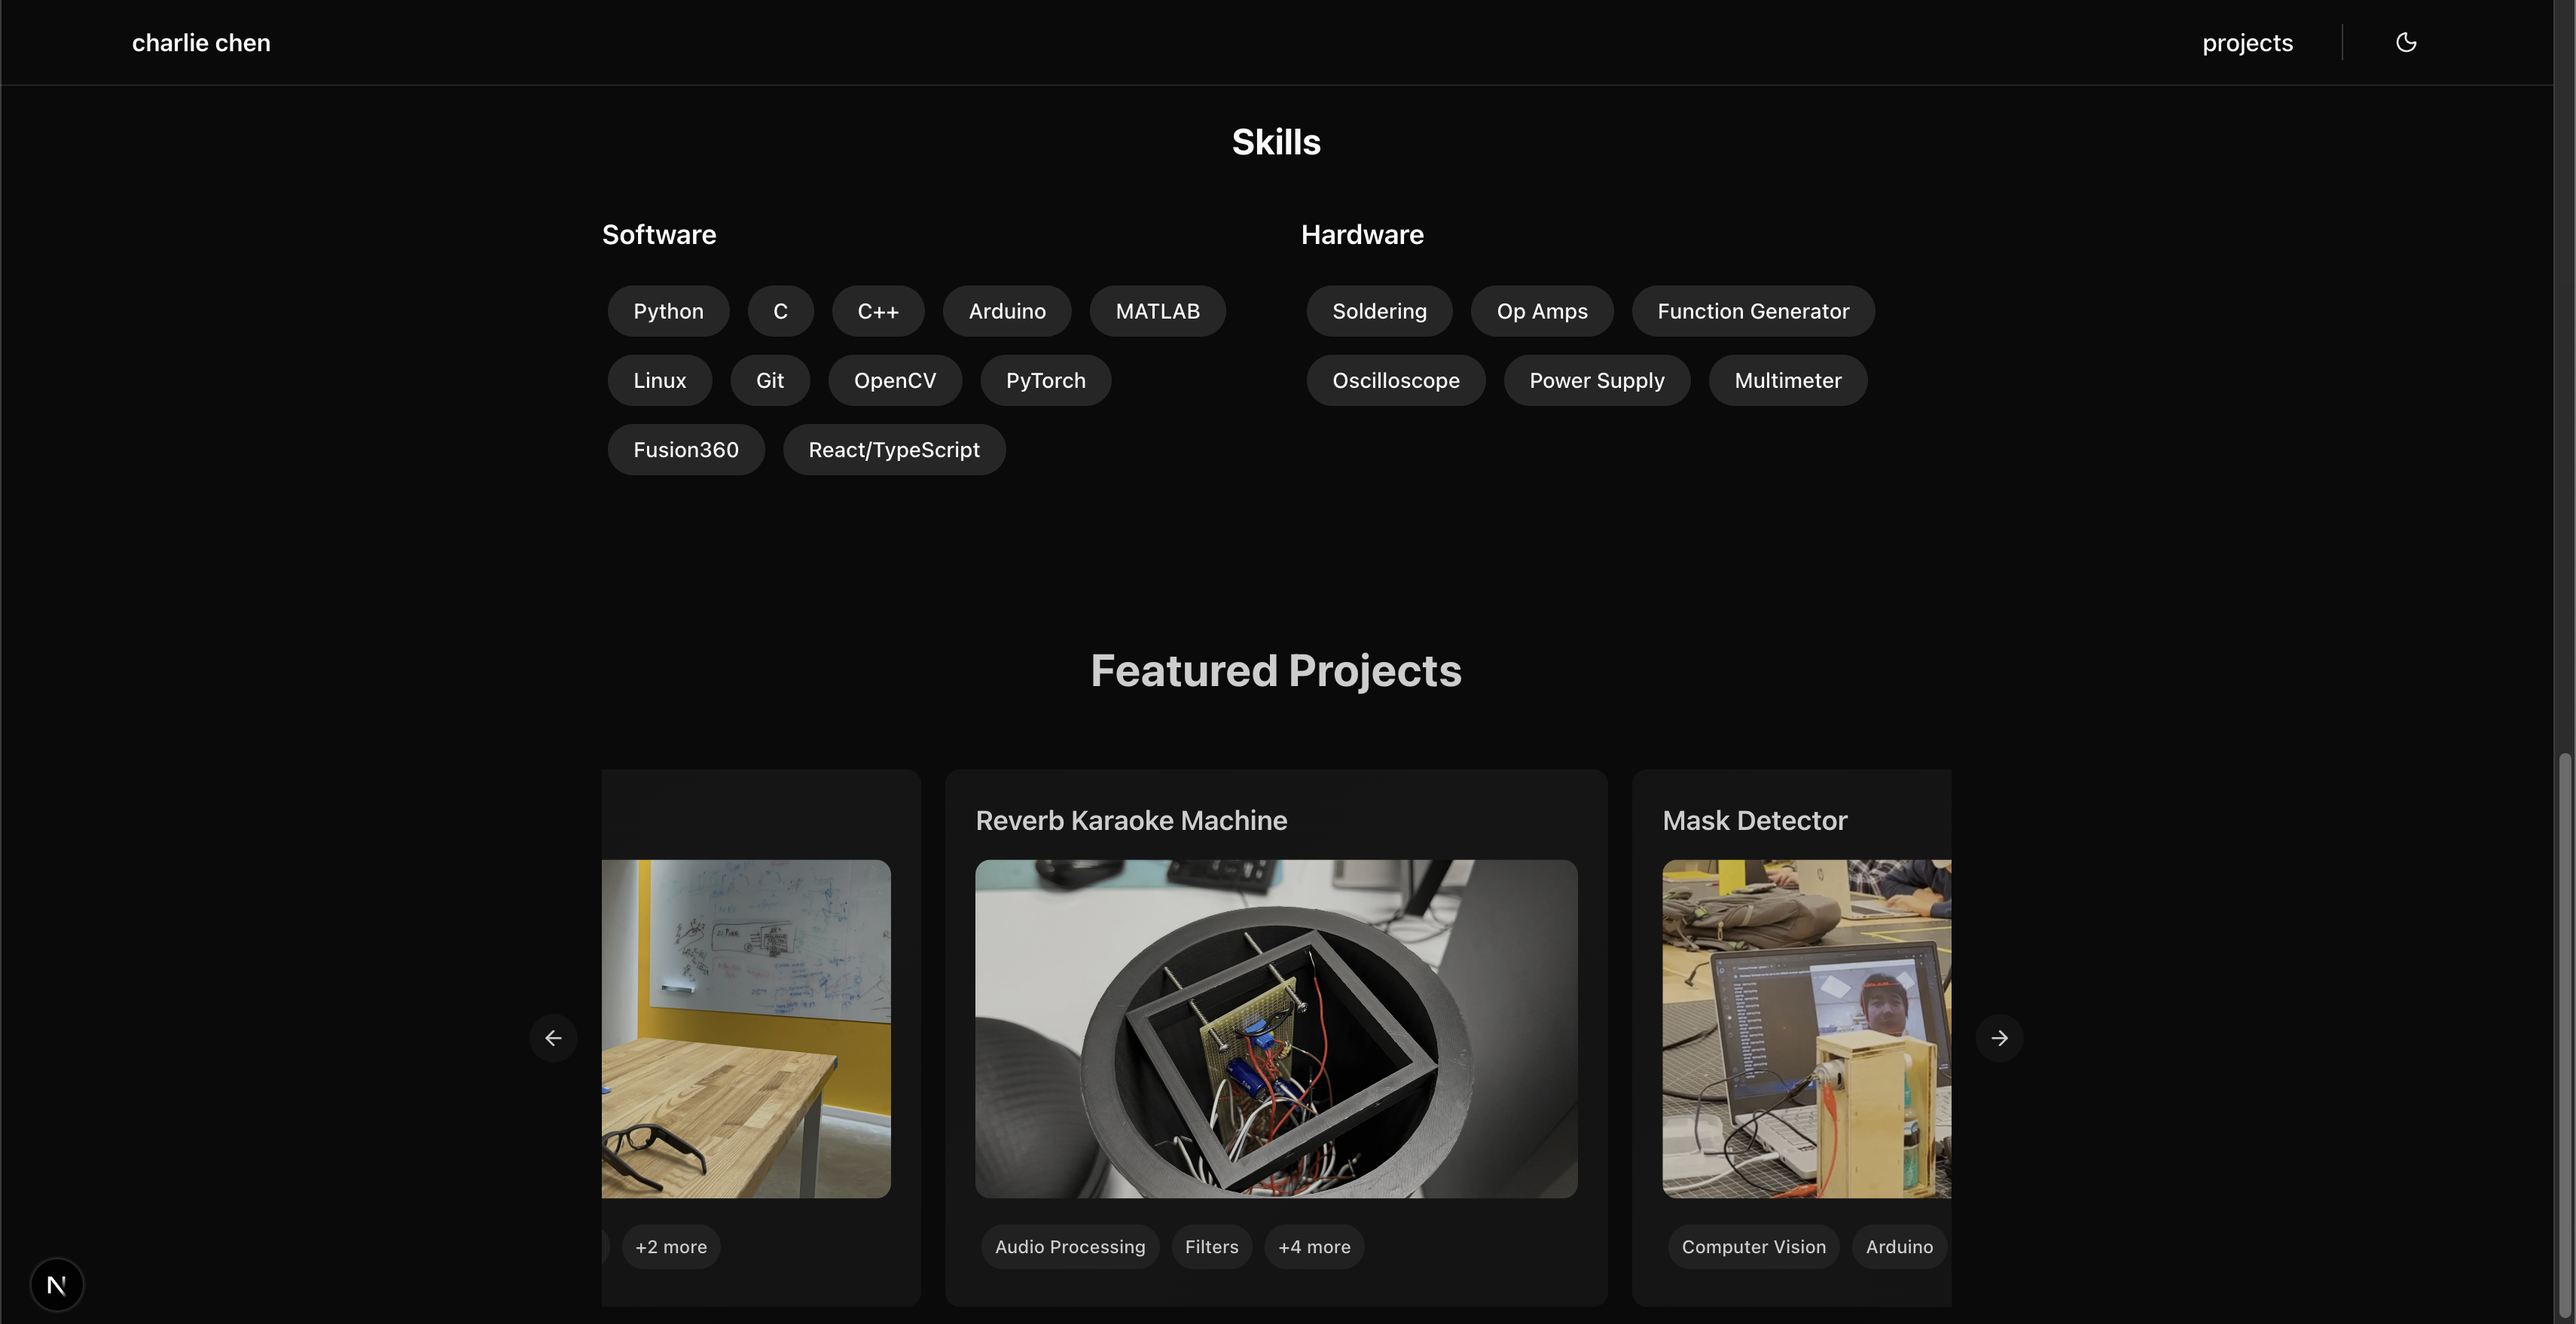 charlie chen
projects
Skills
Software
Hardware
Python
C
C++
Arduino
MATLAB
Soldering
Op Amps
Function Generator
Linux
Git
OpenCV
PyTorch
Oscilloscope
Power Supply
Multimeter
Fusion360
React/TypeScript
Featured Projects
Reverb Karaoke Machine
Mask Detector
+2 more
Audio Processing
Filters
+4 more
Computer Vision
Arduino
N